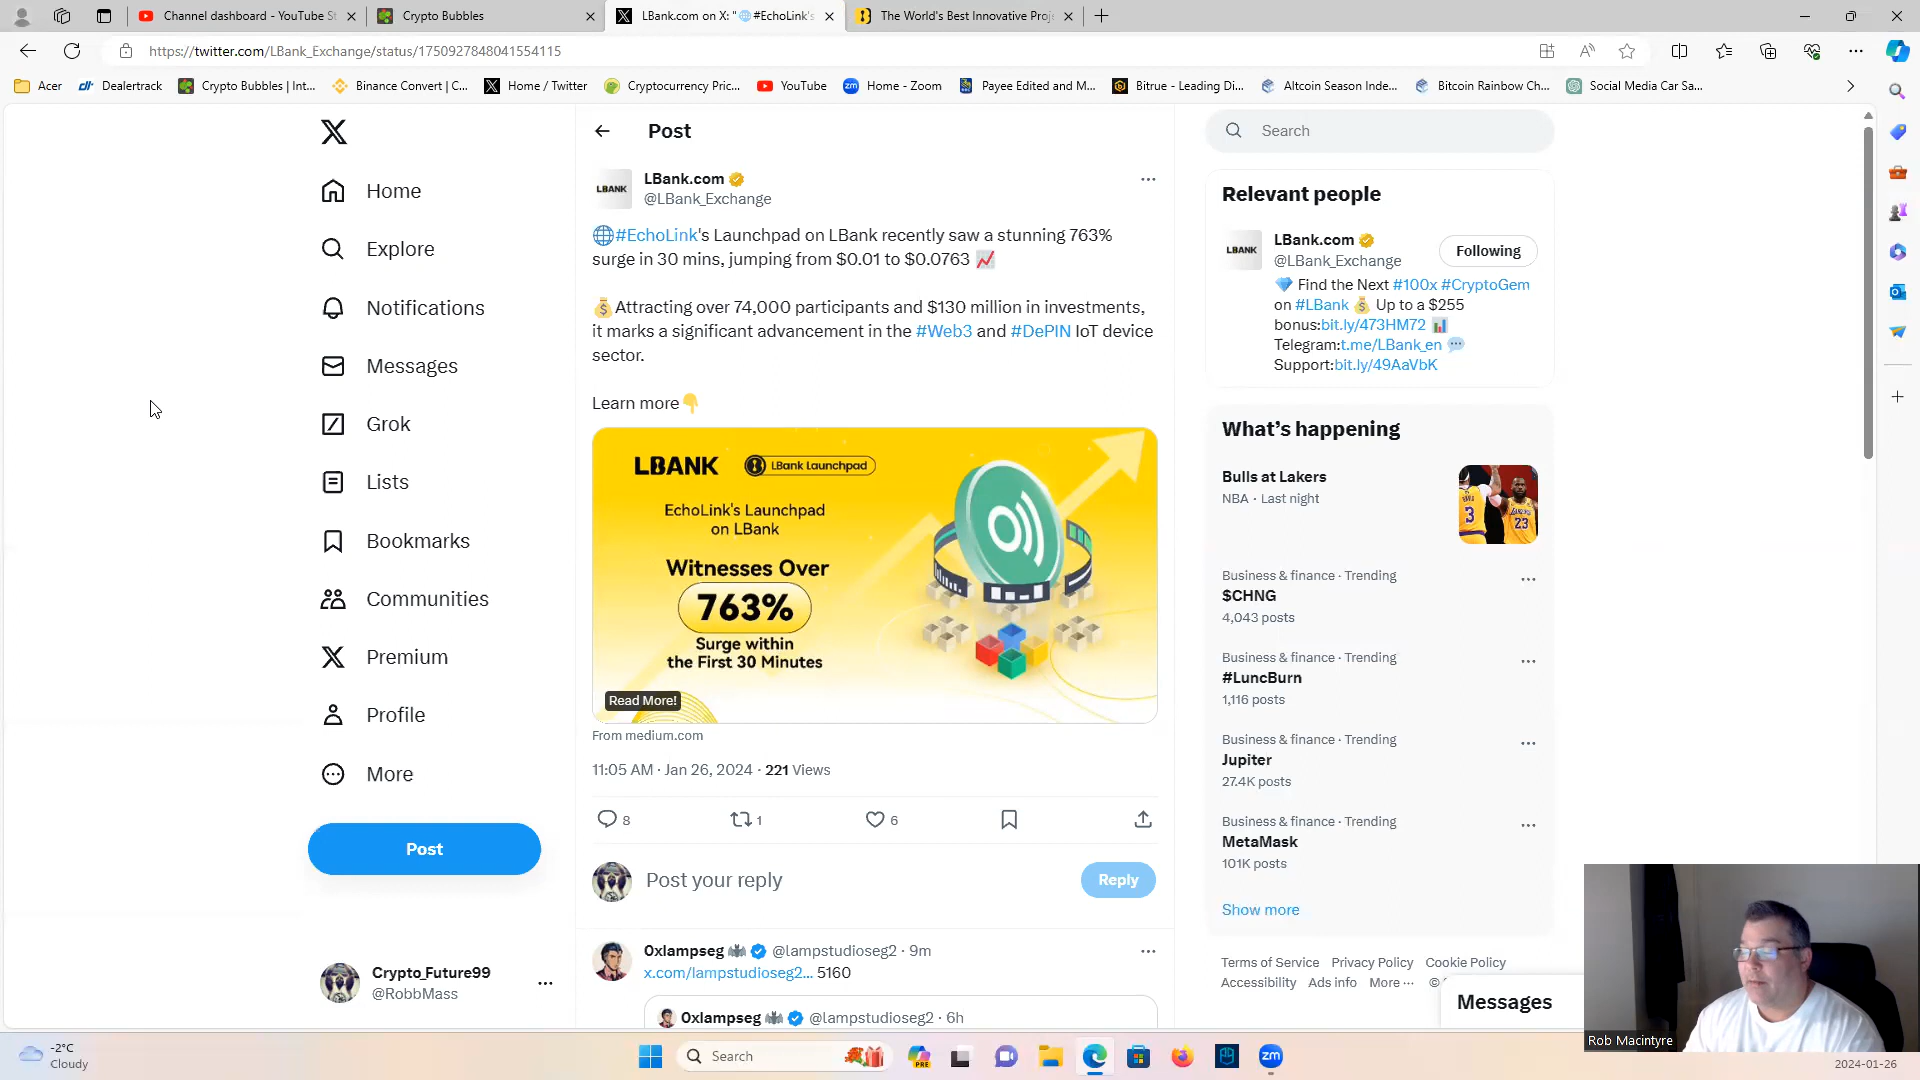 Channel dashboard - YouTube St
Crypto Bubbles
LBank.com on X: "🌐 #EchoLink's
The World's Best Innovative Proje
https://twitter.com/LBank_Exchange/status/1750927848041554115
Acer
Dealertrack
Crypto Bubbles | Int...
Binance Convert | C...
Home / Twitter
Cryptocurrency Pric...
YouTube
Home - Zoom
Payee Edited and M...
Bitrue - Leading Di...
Altcoin Season Inde...
Bitcoin Rainbow Ch...
Social Media Car Sa...
Home
Explore
Notifications
Messages
Grok
Lists
Bookmarks
Communities
Premium
Profile
More
Post
Crypto_Future99
@RobbMass
Post
LBANK
LBank.com
@LBank_Exchange
🌐#EchoLink's Launchpad on LBank recently saw a stunning 763%
surge in 30 mins, jumping from $0.01 to $0.0763 📈
💰Attracting over 74,000 participants and $130 million in investments,
it marks a significant advancement in the #Web3 and #DePIN IoT device
sector.
Learn more👇
LBANK
LBank Launchpad
EchoLink's Launchpad
on LBank
Witnesses Over
763%
Surge within
the First 30 Minutes
Read More!
From medium.com
11:05 AM · Jan 26, 2024 · 221 Views
8
1
6
Post your reply
Reply
0xlampseg 🦇 @lampstudioseg2 · 9m
x.com/lampstudioseg2... 5160
0xlampseg 🦇 @lampstudioseg2 · 6h
Search
Relevant people
LBANK
LBank.com
@LBank_Exchange
Following
💎 Find the Next #100x #CryptoGem
on #LBank 💰 Up to a $255
bonus:bit.ly/473HM72 📊
Telegram:t.me/LBank_en 💬
Support:bit.ly/49AaVbK
What's happening
Bulls at Lakers
NBA · Last night
3
23
Business & finance · Trending
$CHNG
4,043 posts
Business & finance · Trending
#LuncBurn
1,116 posts
Business & finance · Trending
Jupiter
27.4K posts
Business & finance · Trending
MetaMask
101K posts
Show more
Terms of Service Privacy Policy Cookie Policy
Accessibility Ads info More ··· ©
Messages
Rob Macintyre
-2°C
Cloudy
Search
PRE
zm
2024-01-26